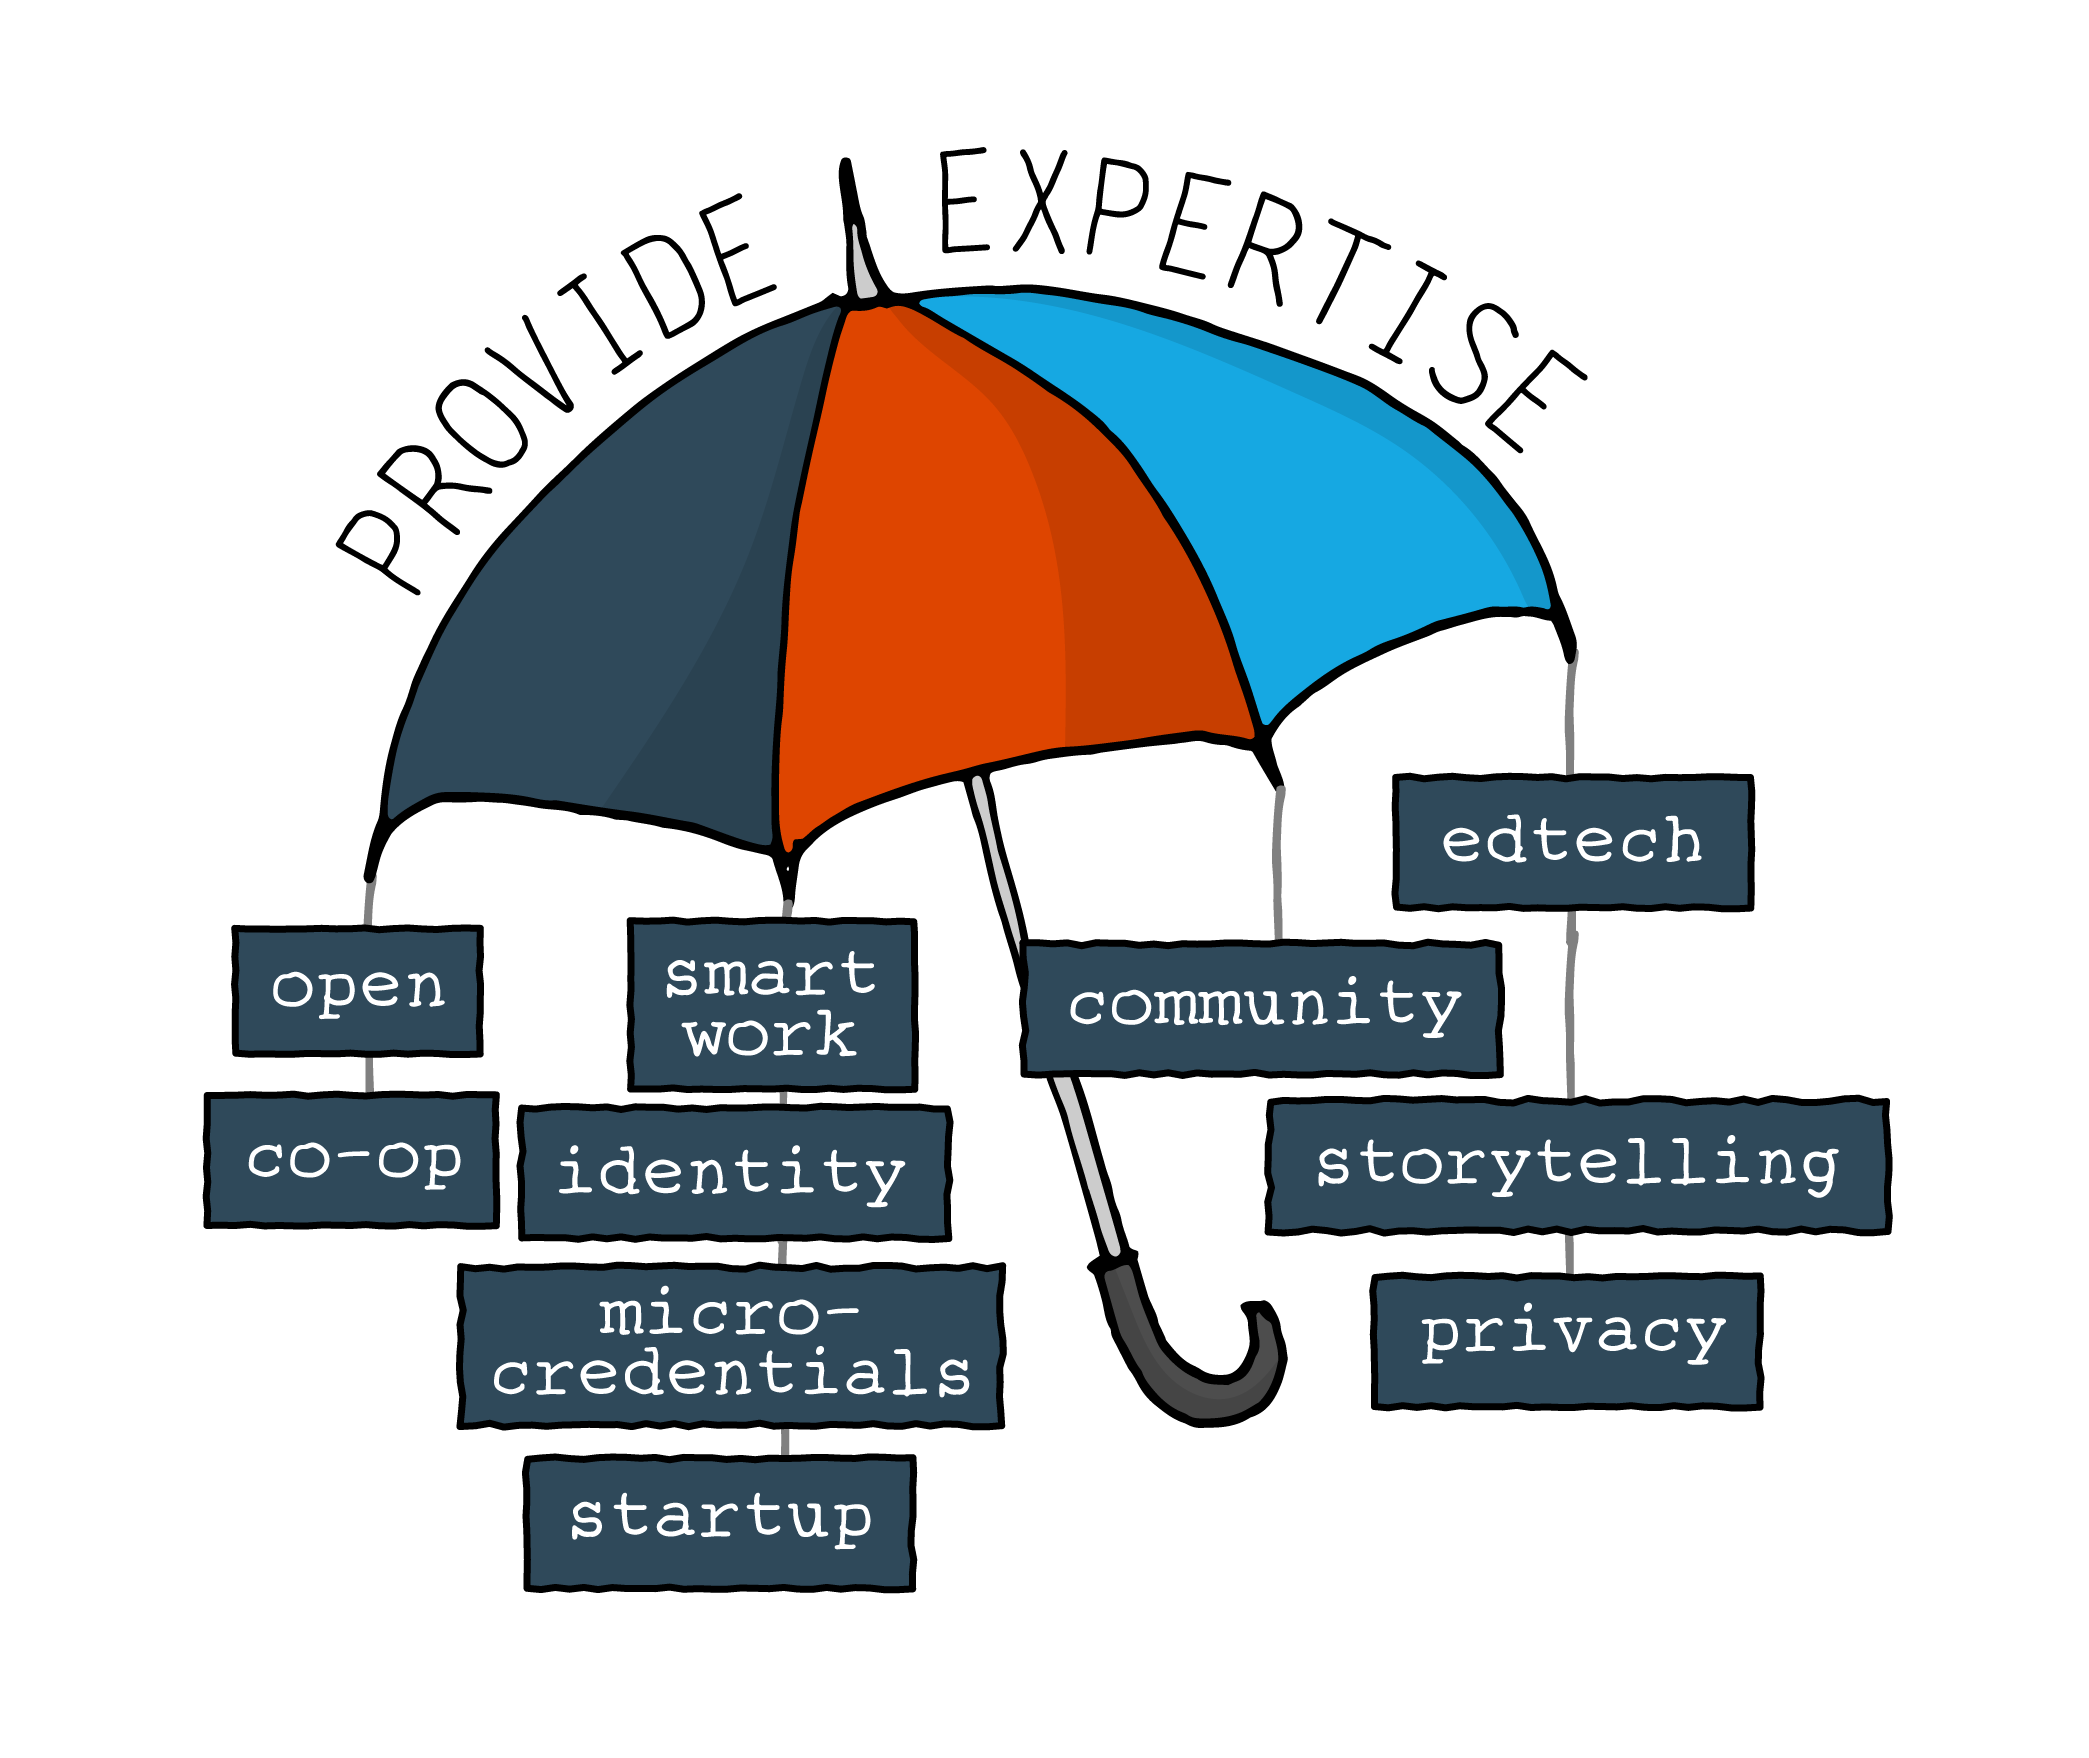 PROVIDE EXPERTISE
open
co-op
smart
work
identity
micro-
credentials
startup
community
edtech
storytelling
privacy